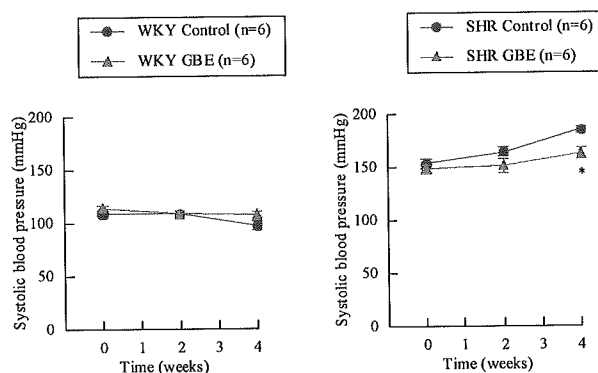 WKY Control (n=6)
WKY GBE (n=6)
200
150
100
50
0
Systolic blood pressure (mmHg)
0 1 2 3 4
Time (weeks)
SHR Control (n=6)
SHR GBE (n=6)
200
150
100
50
0
Systolic blood pressure (mmHg)
*
0 1 2 3 4
Time (weeks)